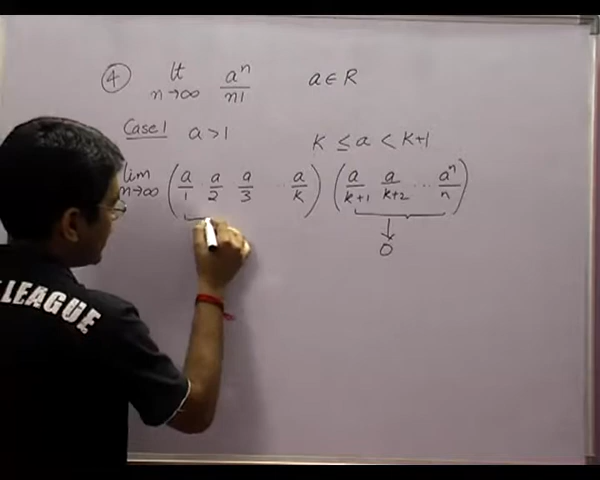 ④ lt n→∞ aⁿ/n! a ∈ R
Case 1 a > 1 K ≤ a < K+1
lim n→∞ (a/1 a/2 a/3 ... a/K) (a/K+1 a/K+2 ... aⁿ/n)
↓
0
LEAGUE